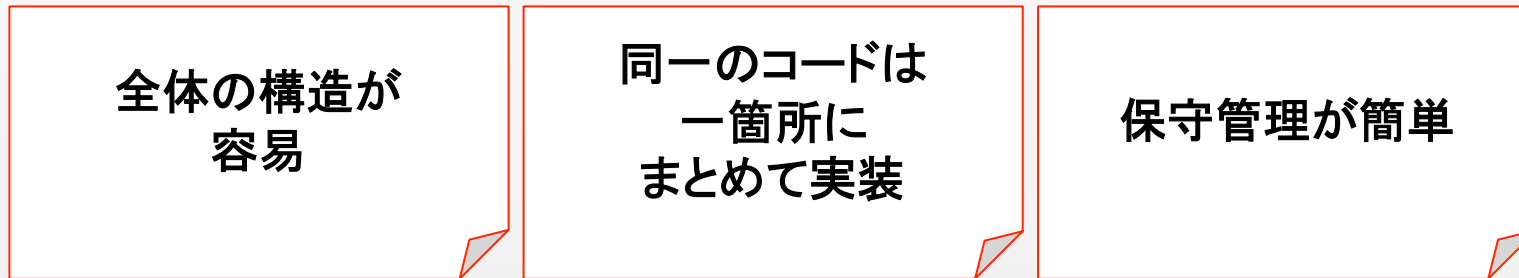 全体の構造が
容易
同一のコードは
一箇所に
まとめて実装
保守管理が簡単